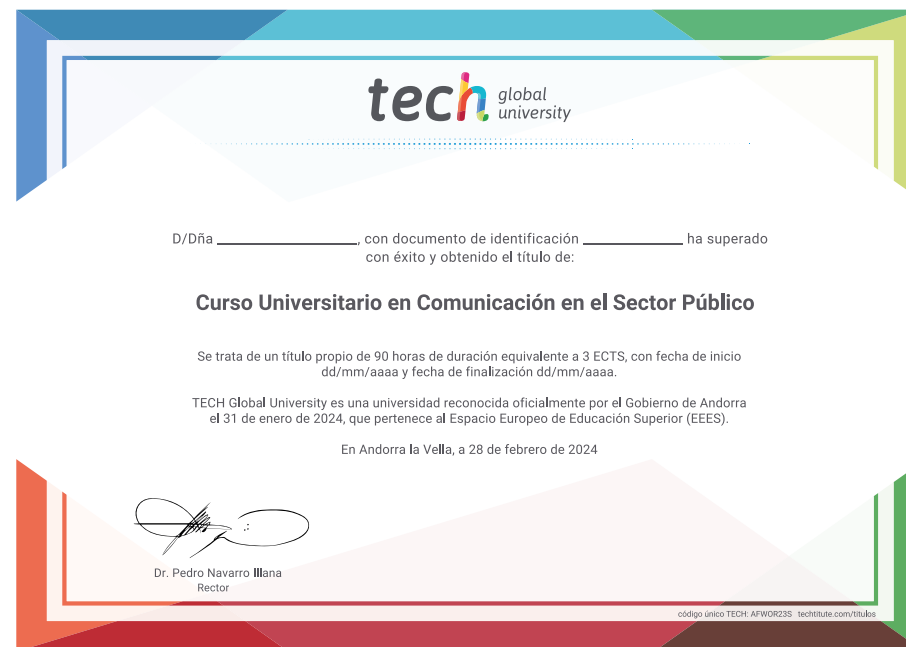 tech global university
D/Dña ____________________, con documento de identificación ______________ ha superado
con éxito y obtenido el título de:
Curso Universitario en Comunicación en el Sector Público
Se trata de un título propio de 90 horas de duración equivalente a 3 ECTS, con fecha de inicio
dd/mm/aaaa y fecha de finalización dd/mm/aaaa.
TECH Global University es una universidad reconocida oficialmente por el Gobierno de Andorra
el 31 de enero de 2024, que pertenece al Espacio Europeo de Educación Superior (EEES).
En Andorra la Vella, a 28 de febrero de 2024
Dr. Pedro Navarro Illana
Rector
código único TECH: AFWOR23S techtitute.com/titulos